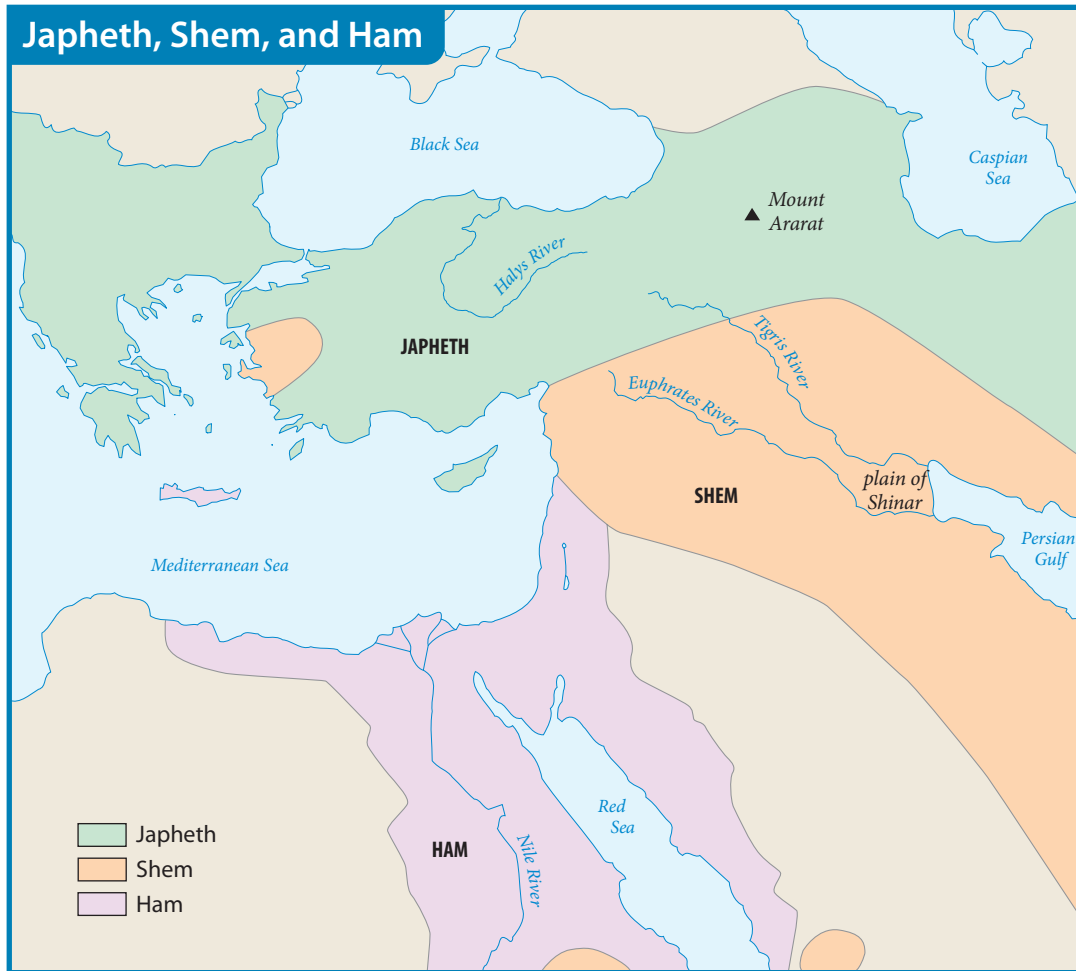 Japheth, Shem, and Ham
Black Sea
Caspian
Sea
Mount
Ararat
Halys River
JAPHETH
Tigris River
Euphrates River
plain of
Shinar
SHEM
Persian
Gulf
Mediterranean Sea
Red
Sea
HAM
Nile River
Japheth
Shem
Ham